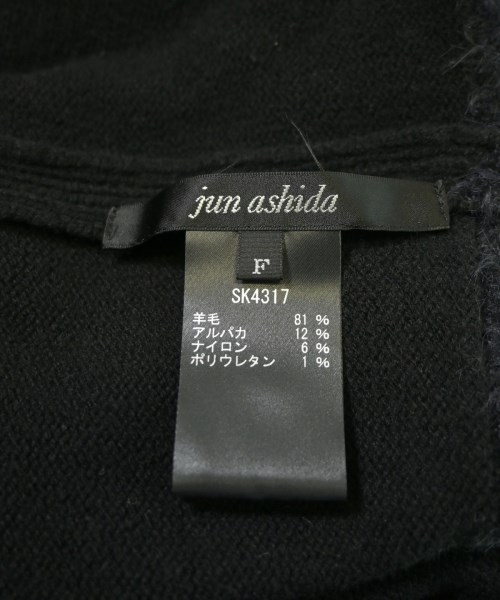 jun ashida
F
SK4317
羊毛 81 %
アルパカ 12 %
ナイロン 6 %
ポリウレタン 1 %